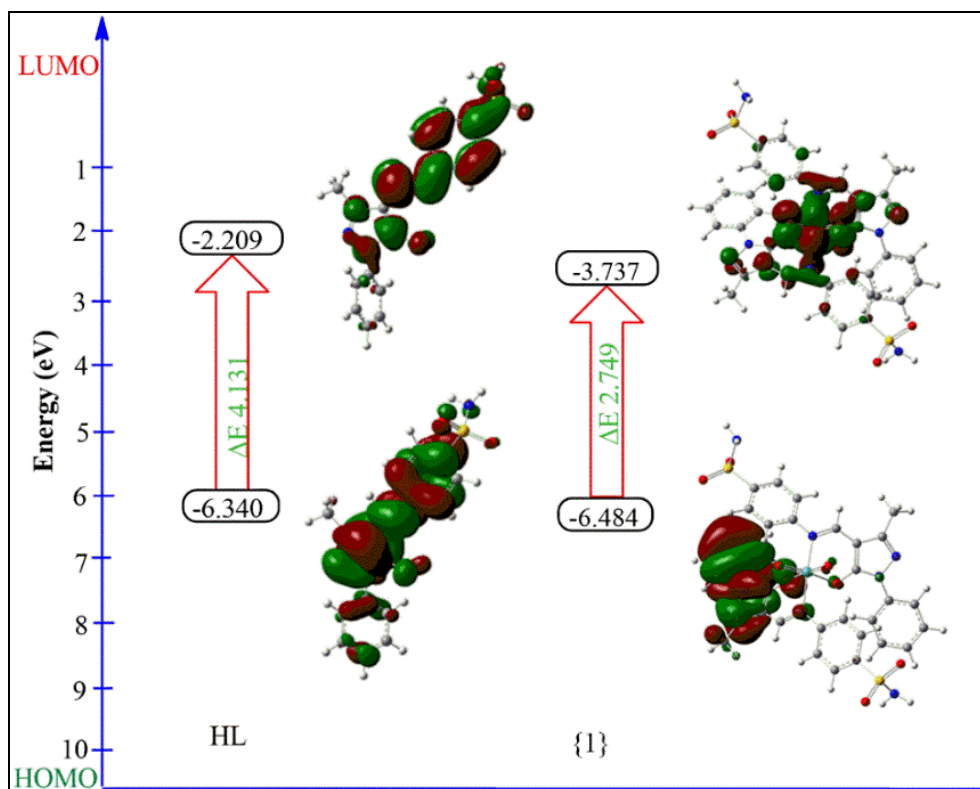 LUMO
Energy (eV)
1
2
3
4
5
6
7
8
9
10
HOMO
-2.209
ΔE 4.131
-6.340
HL
-3.737
ΔE 2.749
-6.484
{1}